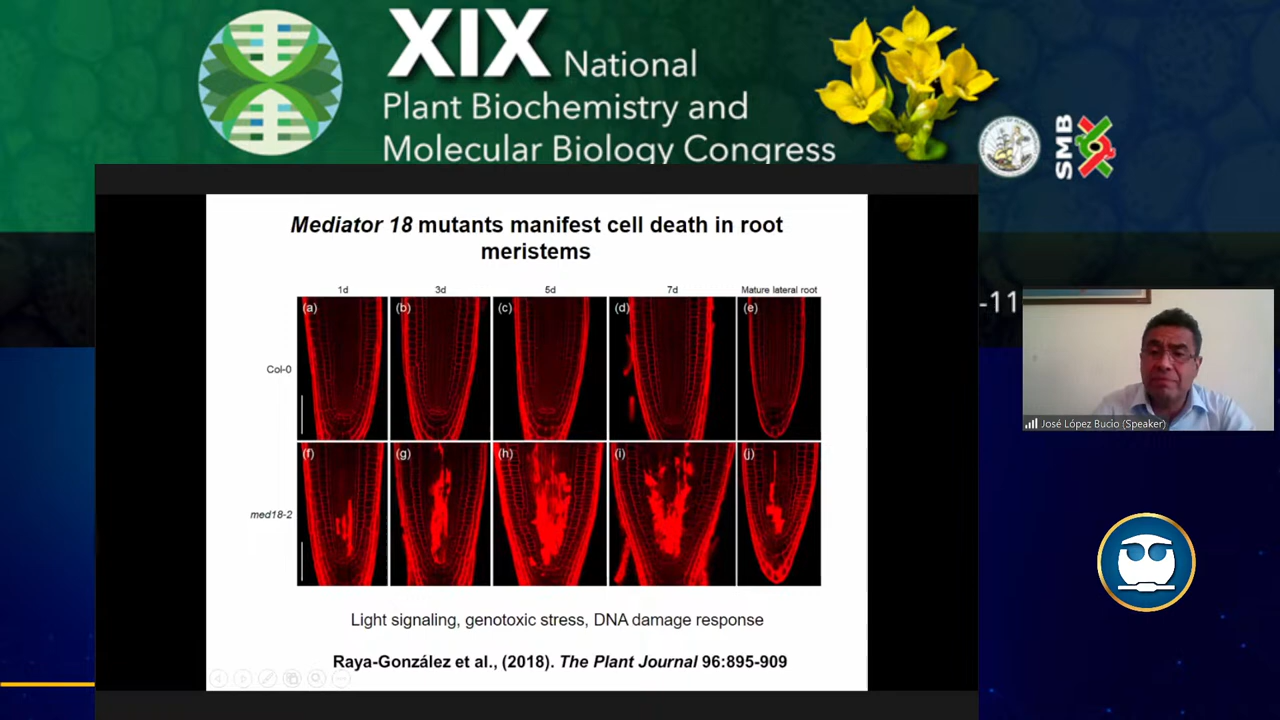 XIX National
Plant Biochemistry and
Molecular Biology Congress
SMB
-11
Mediator 18 mutants manifest cell death in root
meristems
1d 3d 5d 7d Mature lateral root
(a) (b) (c) (d) (e)
Col-0
(f) (g) (h) (i) (j)
med18-2
Light signaling, genotoxic stress, DNA damage response
Raya-González et al., (2018). The Plant Journal 96:895-909
José López Bucio (Speaker)